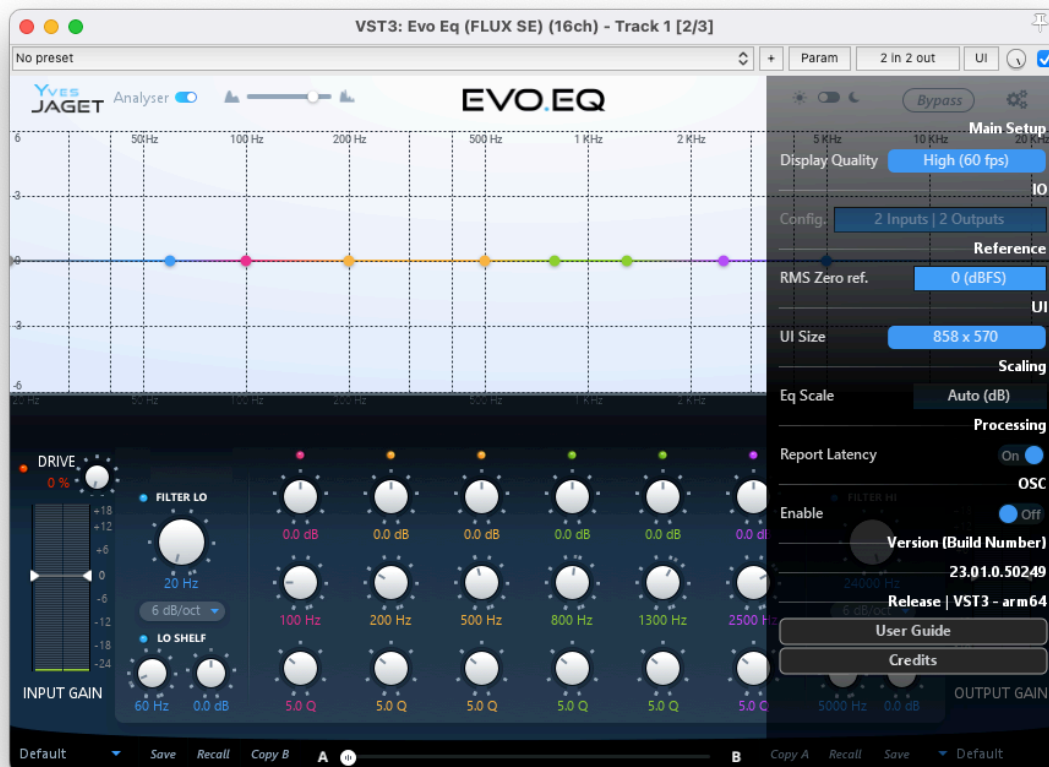 VST3: Evo Eq (FLUX SE) (16ch) - Track 1 [2/3]
No preset
+
Param
2 in 2 out
UI
YVES JAGET
Analyser
EVO.EQ
Bypass
Main Setup
6
50 Hz
100 Hz
200 Hz
500 Hz
1 KHz
2 KHz
5 KHz
10 KHz
20 KHz
Display Quality
High (60 fps)
IO
-3
Config.
2 Inputs | 2 Outputs
Reference
0
RMS Zero ref.
0 (dBFS)
UI
-3
UI Size
858 x 570
Scaling
-6
20 Hz
50 Hz
100 Hz
200 Hz
500 Hz
1 KHz
2 KHz
Eq Scale
Auto (dB)
Processing
Report Latency
On
OSC
Enable
Off
Version (Build Number)
23.01.0.50249
Release | VST3 - arm64
User Guide
Credits
DRIVE
0 %
+18
+12
+6
0
-6
-12
-18
-24
INPUT GAIN
FILTER LO
20 Hz
6 dB/oct
LO SHELF
60 Hz
0.0 dB
0.0 dB
0.0 dB
0.0 dB
0.0 dB
0.0 dB
0.0 d
100 Hz
200 Hz
500 Hz
800 Hz
1300 Hz
2500 H
5.0 Q
5.0 Q
5.0 Q
5.0 Q
5.0 Q
5.0 Q
FILTER HI
24000 Hz
6 dB/oct
5000 Hz
0.0 dB
OUTPUT GAIN
Default
Save
Recall
Copy B
A
B
Copy A
Recall
Save
Default